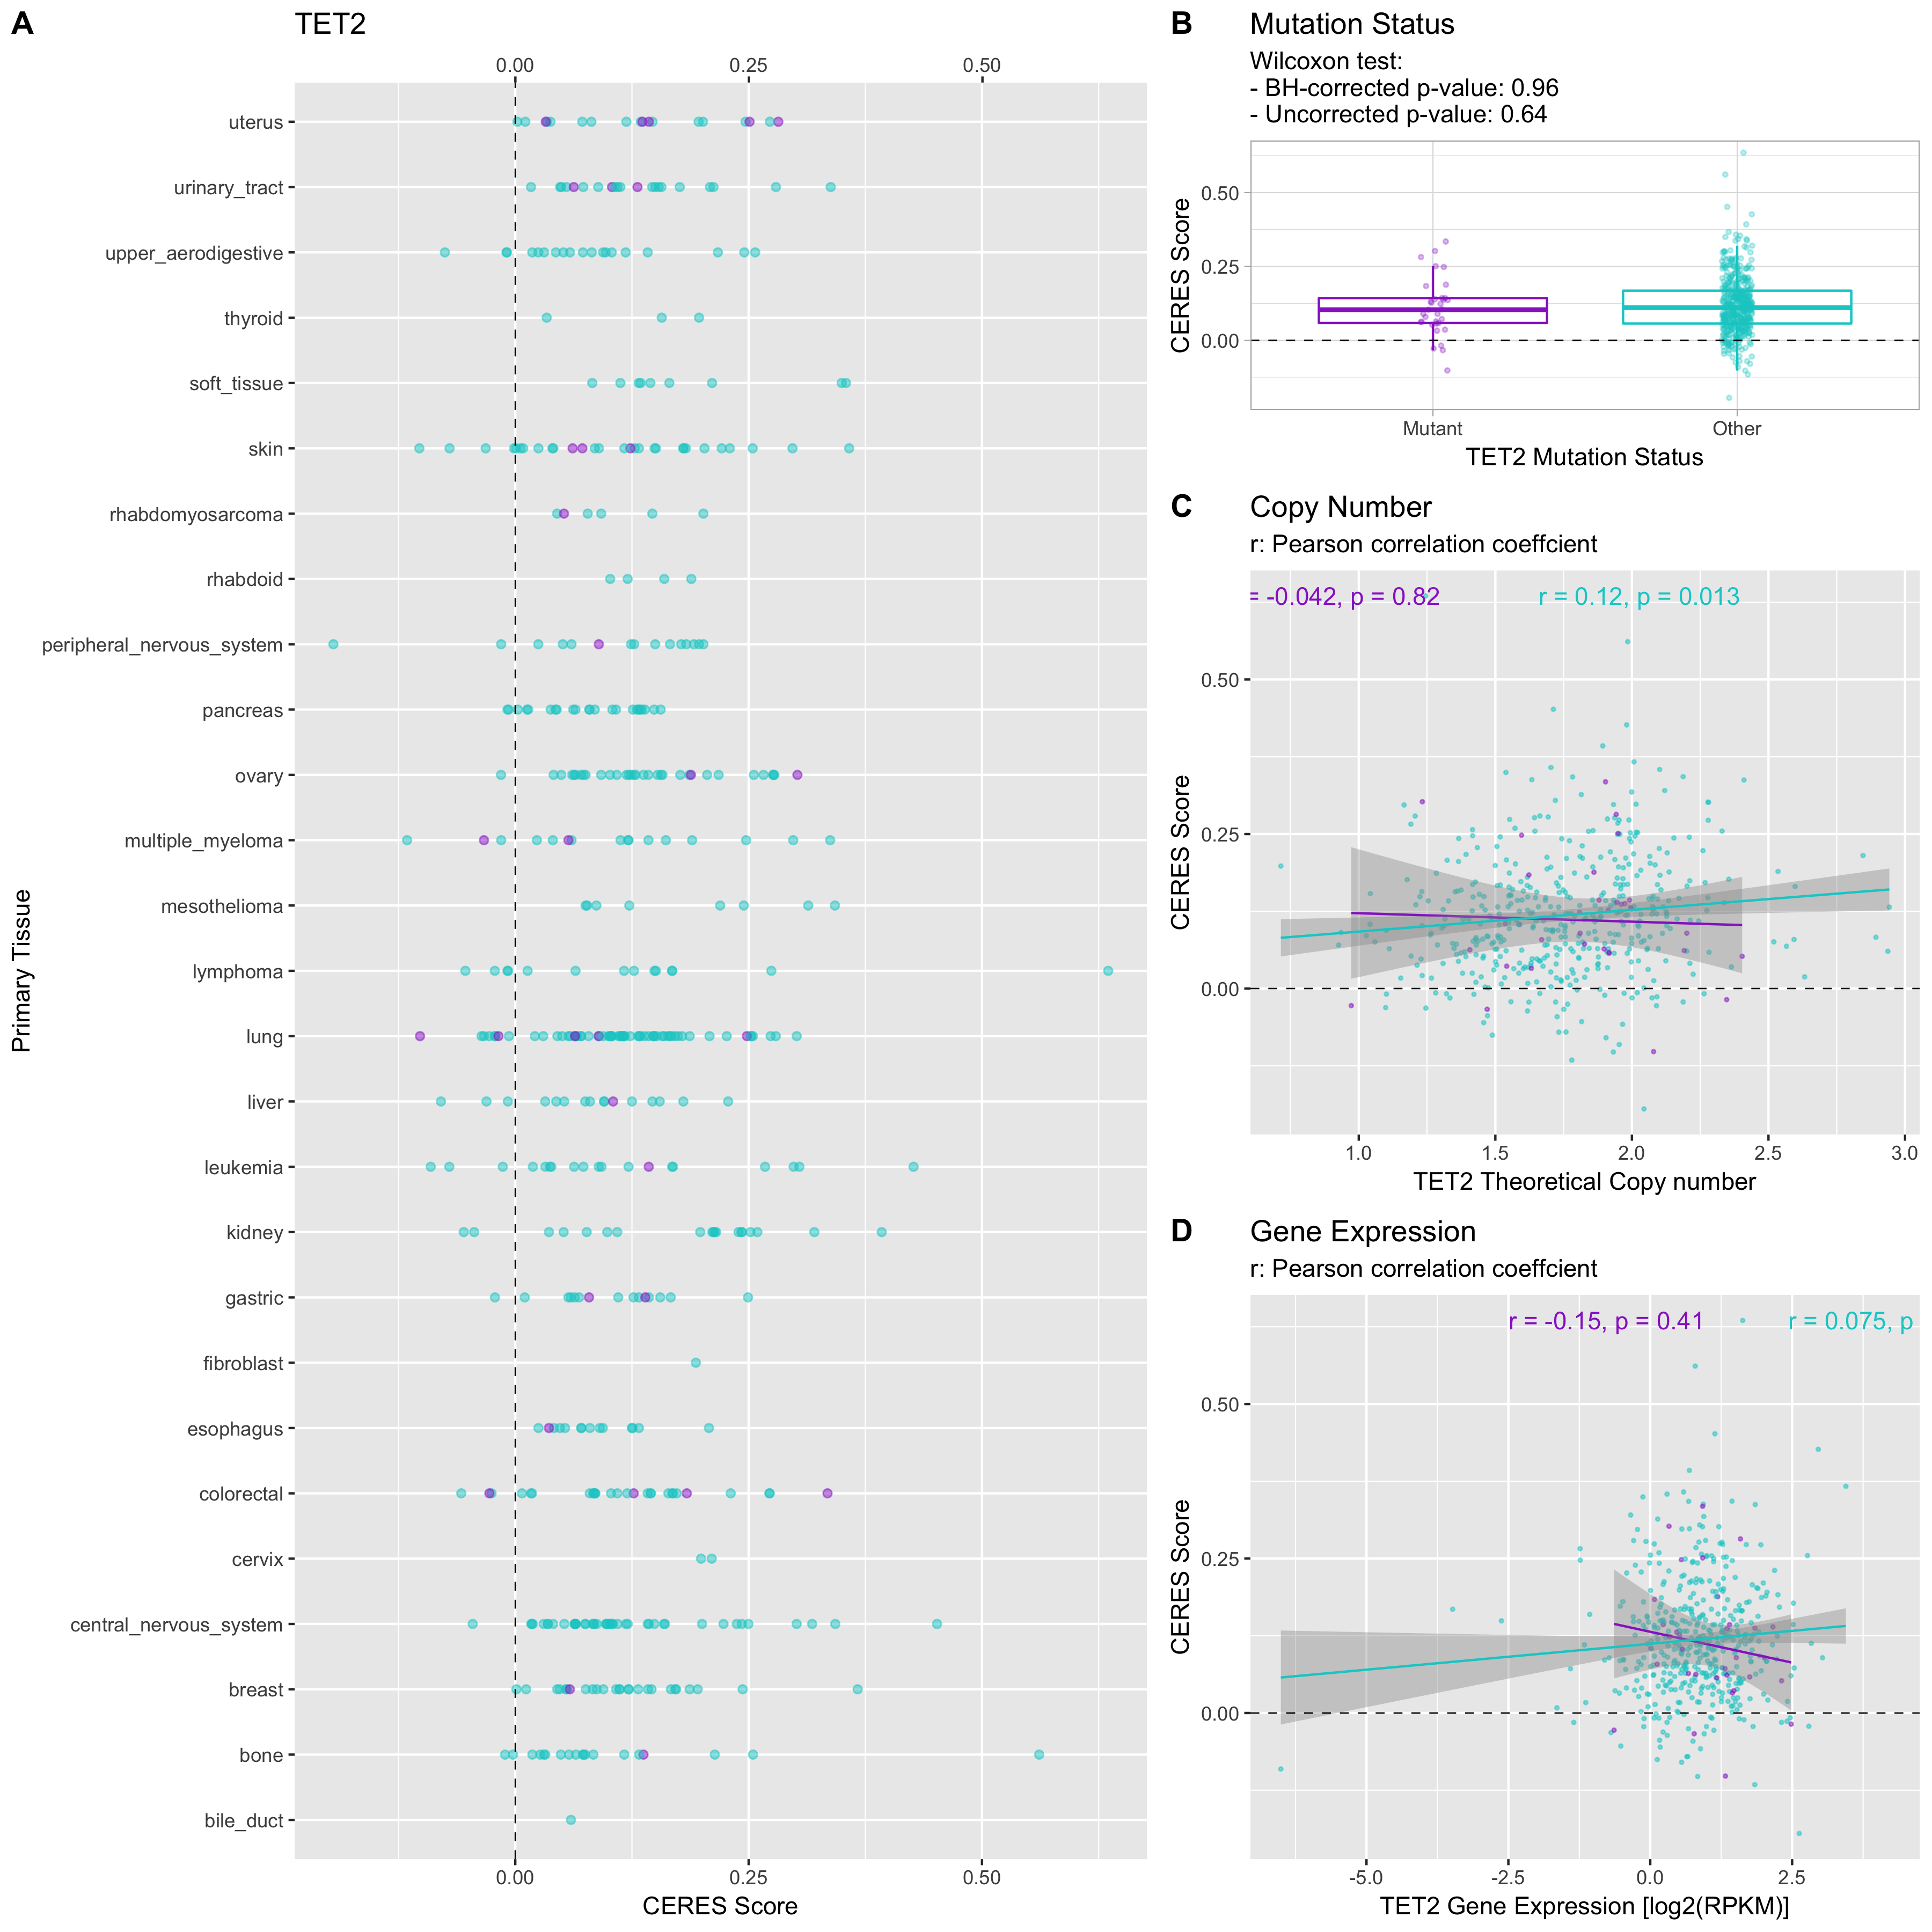 A
TET2
0.00
0.25
0.50
Primary Tissue
uterus
urinary_tract
upper_aerodigestive
thyroid
soft_tissue
skin
rhabdomyosarcoma
rhabdoid
peripheral_nervous_system
pancreas
ovary
multiple_myeloma
mesothelioma
lymphoma
lung
liver
leukemia
kidney
gastric
fibroblast
esophagus
colorectal
cervix
central_nervous_system
breast
bone
bile_duct
0.00
0.25
0.50
CERES Score
B
Mutation Status
Wilcoxon test:
- BH-corrected p-value: 0.96
- Uncorrected p-value: 0.64
CERES Score
0.50
0.25
0.00
Mutant
Other
TET2 Mutation Status
C
Copy Number
r: Pearson correlation coeffcient
= -0.042, p = 0.82
r = 0.12, p = 0.013
CERES Score
0.50
0.25
0.00
1.0
1.5
2.0
2.5
3.0
TET2 Theoretical Copy number
D
Gene Expression
r: Pearson correlation coeffcient
r = -0.15, p = 0.41
r = 0.075, p
CERES Score
0.50
0.25
0.00
-5.0
-2.5
0.0
2.5
TET2 Gene Expression [log2(RPKM)]